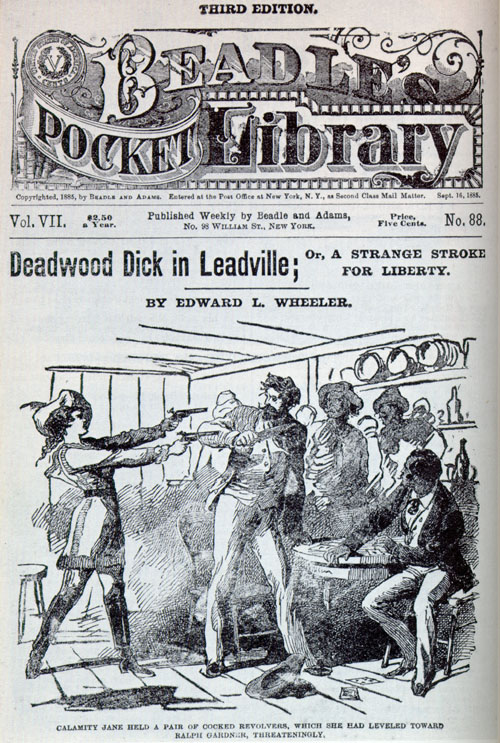 THIRD EDITION.
BEADLE'S
POCKET Library
Copyrighted, 1885, by BEADLE AND ADAMS. Entered at the Post Office at New York, N. Y., as Second Class Mail Matter. Sept. 16, 1885.
Vol. VII. $2.50 a Year. Published Weekly by Beadle and Adams, No. 98 WILLIAM ST., NEW YORK. Price, Five Cents. No. 88.
Deadwood Dick in Leadville; Or, A STRANGE STROKE FOR LIBERTY.
BY EDWARD L. WHEELER.
CALAMITY JANE HELD A PAIR OF COCKED REVOLVERS, WHICH SHE HAD LEVELED TOWARD
RALPH GARDNER, THREATENINGLY.